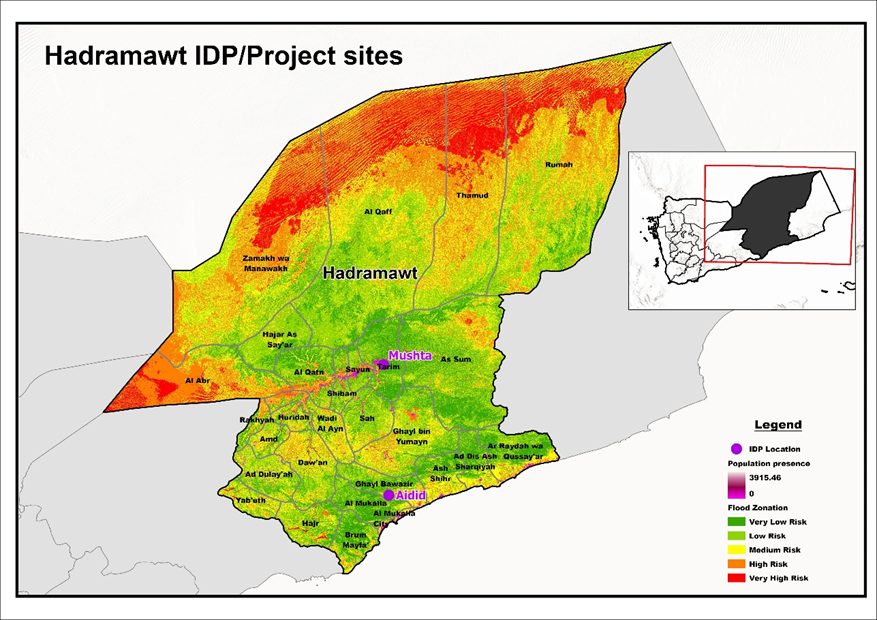 Hadramawt IDP/Project sites
Rumah
Thamud
Al Qaff
Zamakh wa
Manawakh
Hadramawt
Hajar As
Say'ar
Mushta
Tarim
As Sum
Sayun
Al Qatn
Al Abr
Shibam
Rakhyah
Huridah
Wadi
Al Ayn
Sah
Ghayl bin
Yumayn
Amd
Ar Raydah wa
Qussay'ar
Ad Dis Ash
Sharqiyah
Daw'an
Ash
Shihr
Ad Dulay'ah
Ghayl Bawazir
Aidid
Yab'uth
Al Mukalla
Al Mukalla
City
Hajr
Brum
Mayfa'
Legend
IDP Location
Population presence
3915.46
0
Flood Zonation
Very Low Risk
Low Risk
Medium Risk
High Risk
Very High Risk